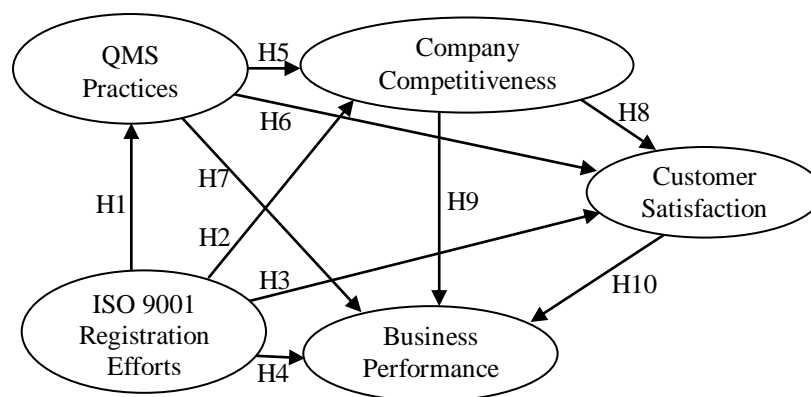 QMS
Practices
H5
Company
Competitiveness
H6
H8
H7
H1
H2
H9
Customer
Satisfaction
H3
H10
ISO 9001
Registration
Efforts
H4
Business
Performance